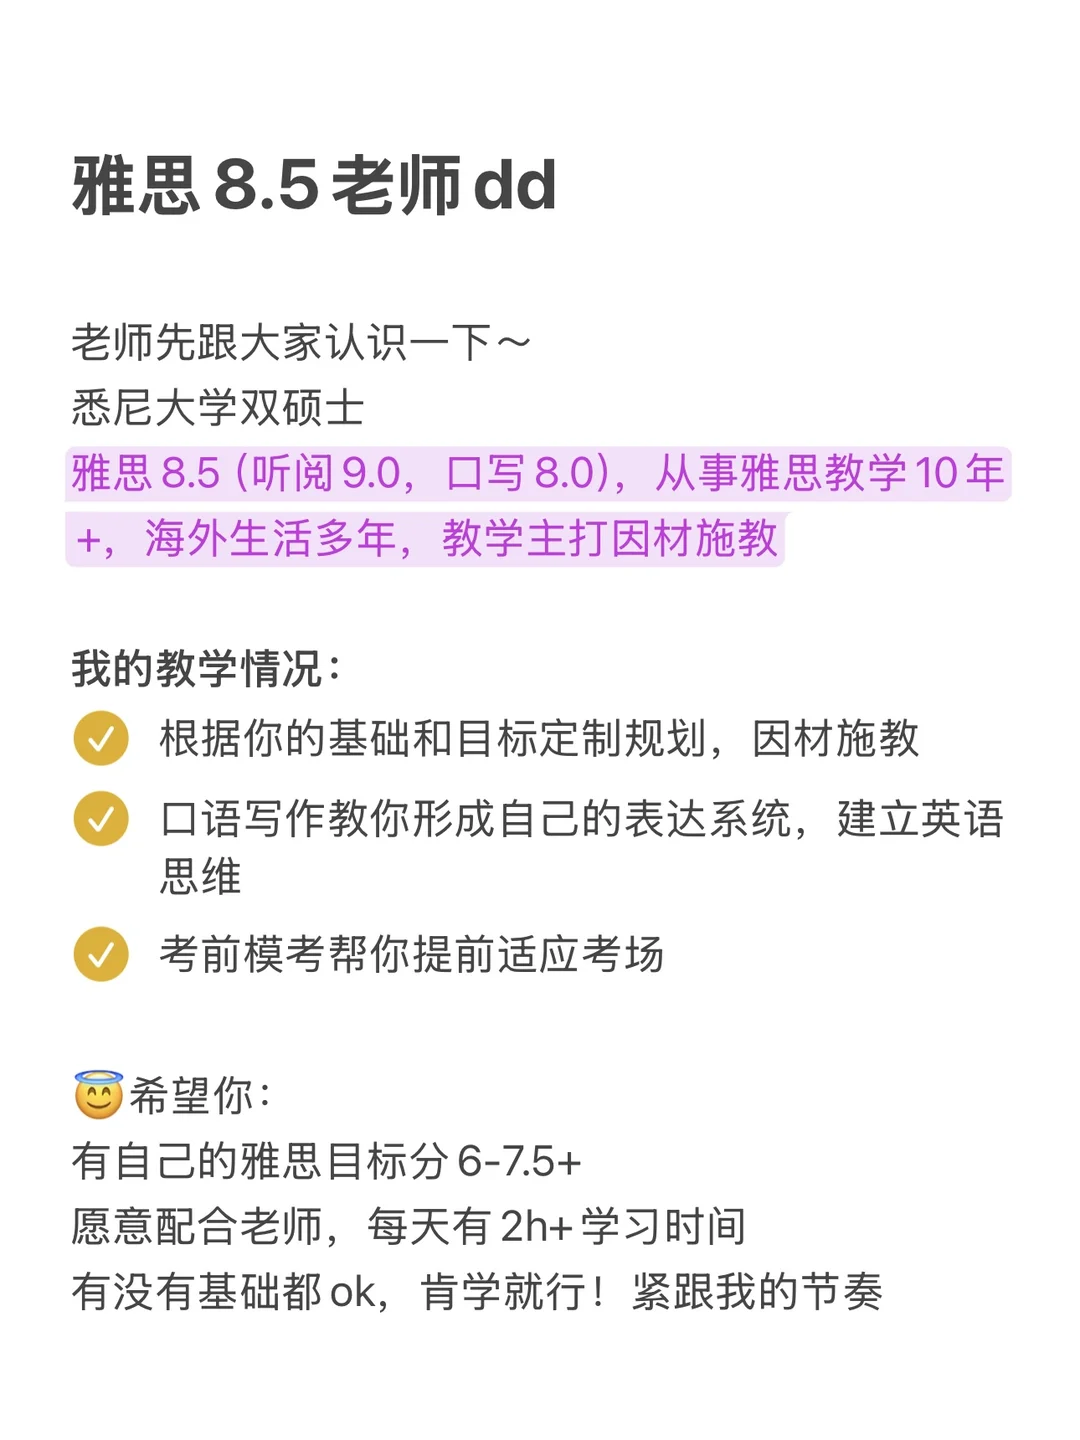 雅思8.5老师dd
老师先跟大家认识一下～
悉尼大学双硕士
雅思8.5（听阅9.0，口写8.0），从事雅思教学10年
+，海外生活多年，教学主打因材施教
我的教学情况：
根据你的基础和目标定制规划，因材施教
口语写作教你形成自己的表达系统，建立英语
思维
考前模考帮你提前适应考场
😇希望你：
有自己的雅思目标分6-7.5+
愿意配合老师，每天有2h+学习时间
有没有基础都ok，肯学就行！紧跟我的节奏